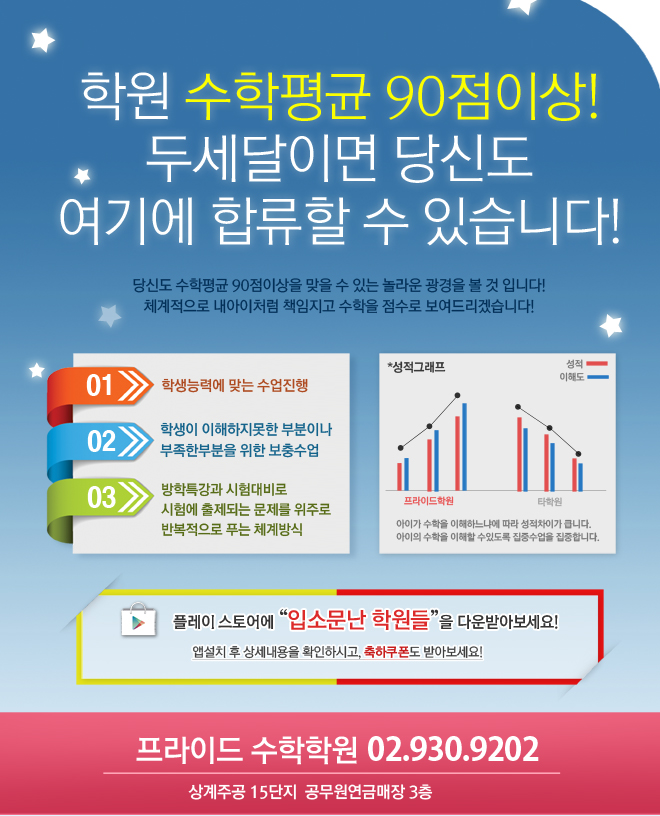 학원 수학평균 90점이상!
두세달이면 당신도
여기에 합류할 수 있습니다!
당신도 수학평균 90점이상을 맞을 수 있는 놀라운 광경을 볼 것 입니다!
체계적으로 내아이처럼 책임지고 수학을 점수로 보여드리겠습니다!
01 학생능력에 맞는 수업진행
02 학생이 이해하지못한 부분이나
부족한부분을 위한 보충수업
03 방학특강과 시험대비로
시험에 출제되는 문제를 위주로
반복적으로 푸는 체계방식
*성적그래프
성적
이해도
프라이드학원
타학원
아이가 수학을 이해하느냐에 따라 성적차이가 큽니다.
아이의 수학을 이해할 수있도록 집중수업을 집중합니다.
플레이 스토어에 “입소문난 학원들”을 다운받아보세요!
앱설치 후 상세내용을 확인하시고, 축하쿠폰도 받아보세요!
프라이드 수학학원 02.930.9202
상계주공 15단지 공무원연금매장 3층